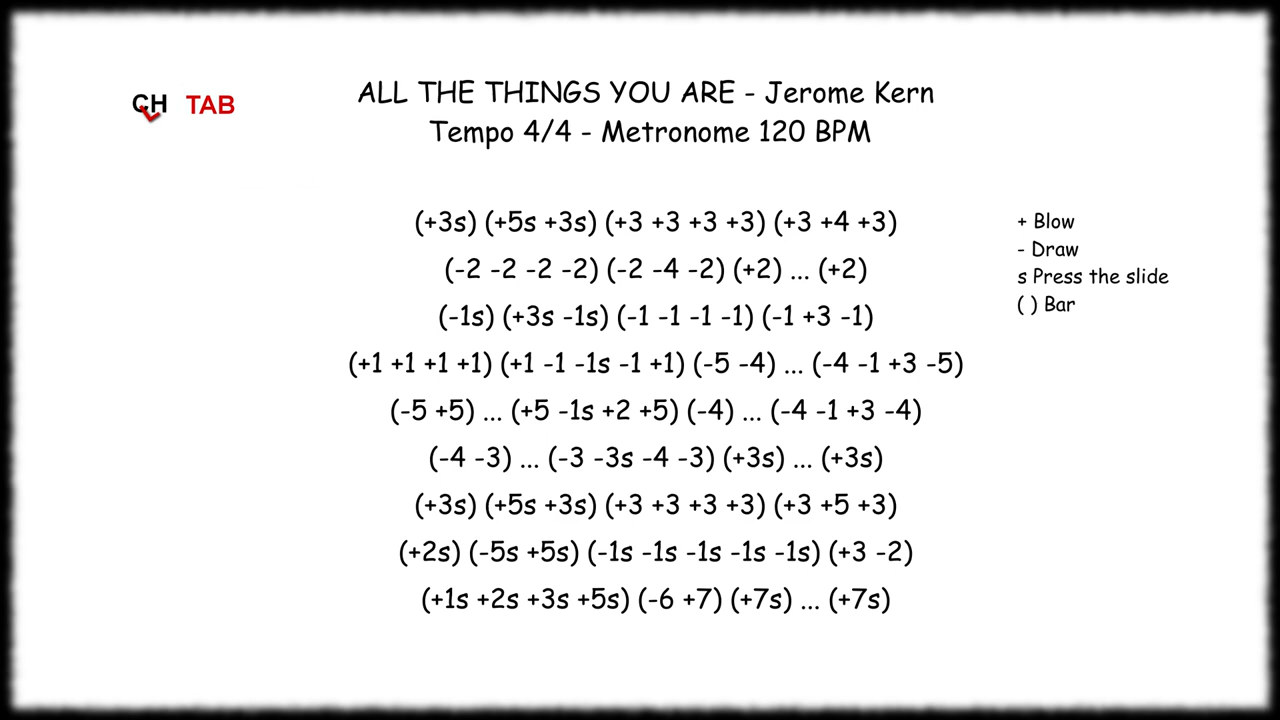 CH TAB
ALL THE THINGS YOU ARE - Jerome Kern
Tempo 4/4 - Metronome 120 BPM
(+3s) (+5s +3s) (+3 +3 +3 +3) (+3 +4 +3)
(-2 -2 -2 -2) (-2 -4 -2) (+2) ... (+2)
(-1s) (+3s -1s) (-1 -1 -1 -1) (-1 +3 -1)
(+1 +1 +1 +1) (+1 -1 -1s -1 +1) (-5 -4) ... (-4 -1 +3 -5)
(-5 +5) ... (+5 -1s +2 +5) (-4) ... (-4 -1 +3 -4)
(-4 -3) ... (-3 -3s -4 -3) (+3s) ... (+3s)
(+3s) (+5s +3s) (+3 +3 +3 +3) (+3 +5 +3)
(+2s) (-5s +5s) (-1s -1s -1s -1s -1s) (+3 -2)
(+1s +2s +3s +5s) (-6 +7) (+7s) ... (+7s)
+ Blow
- Draw
s Press the slide
( ) Bar